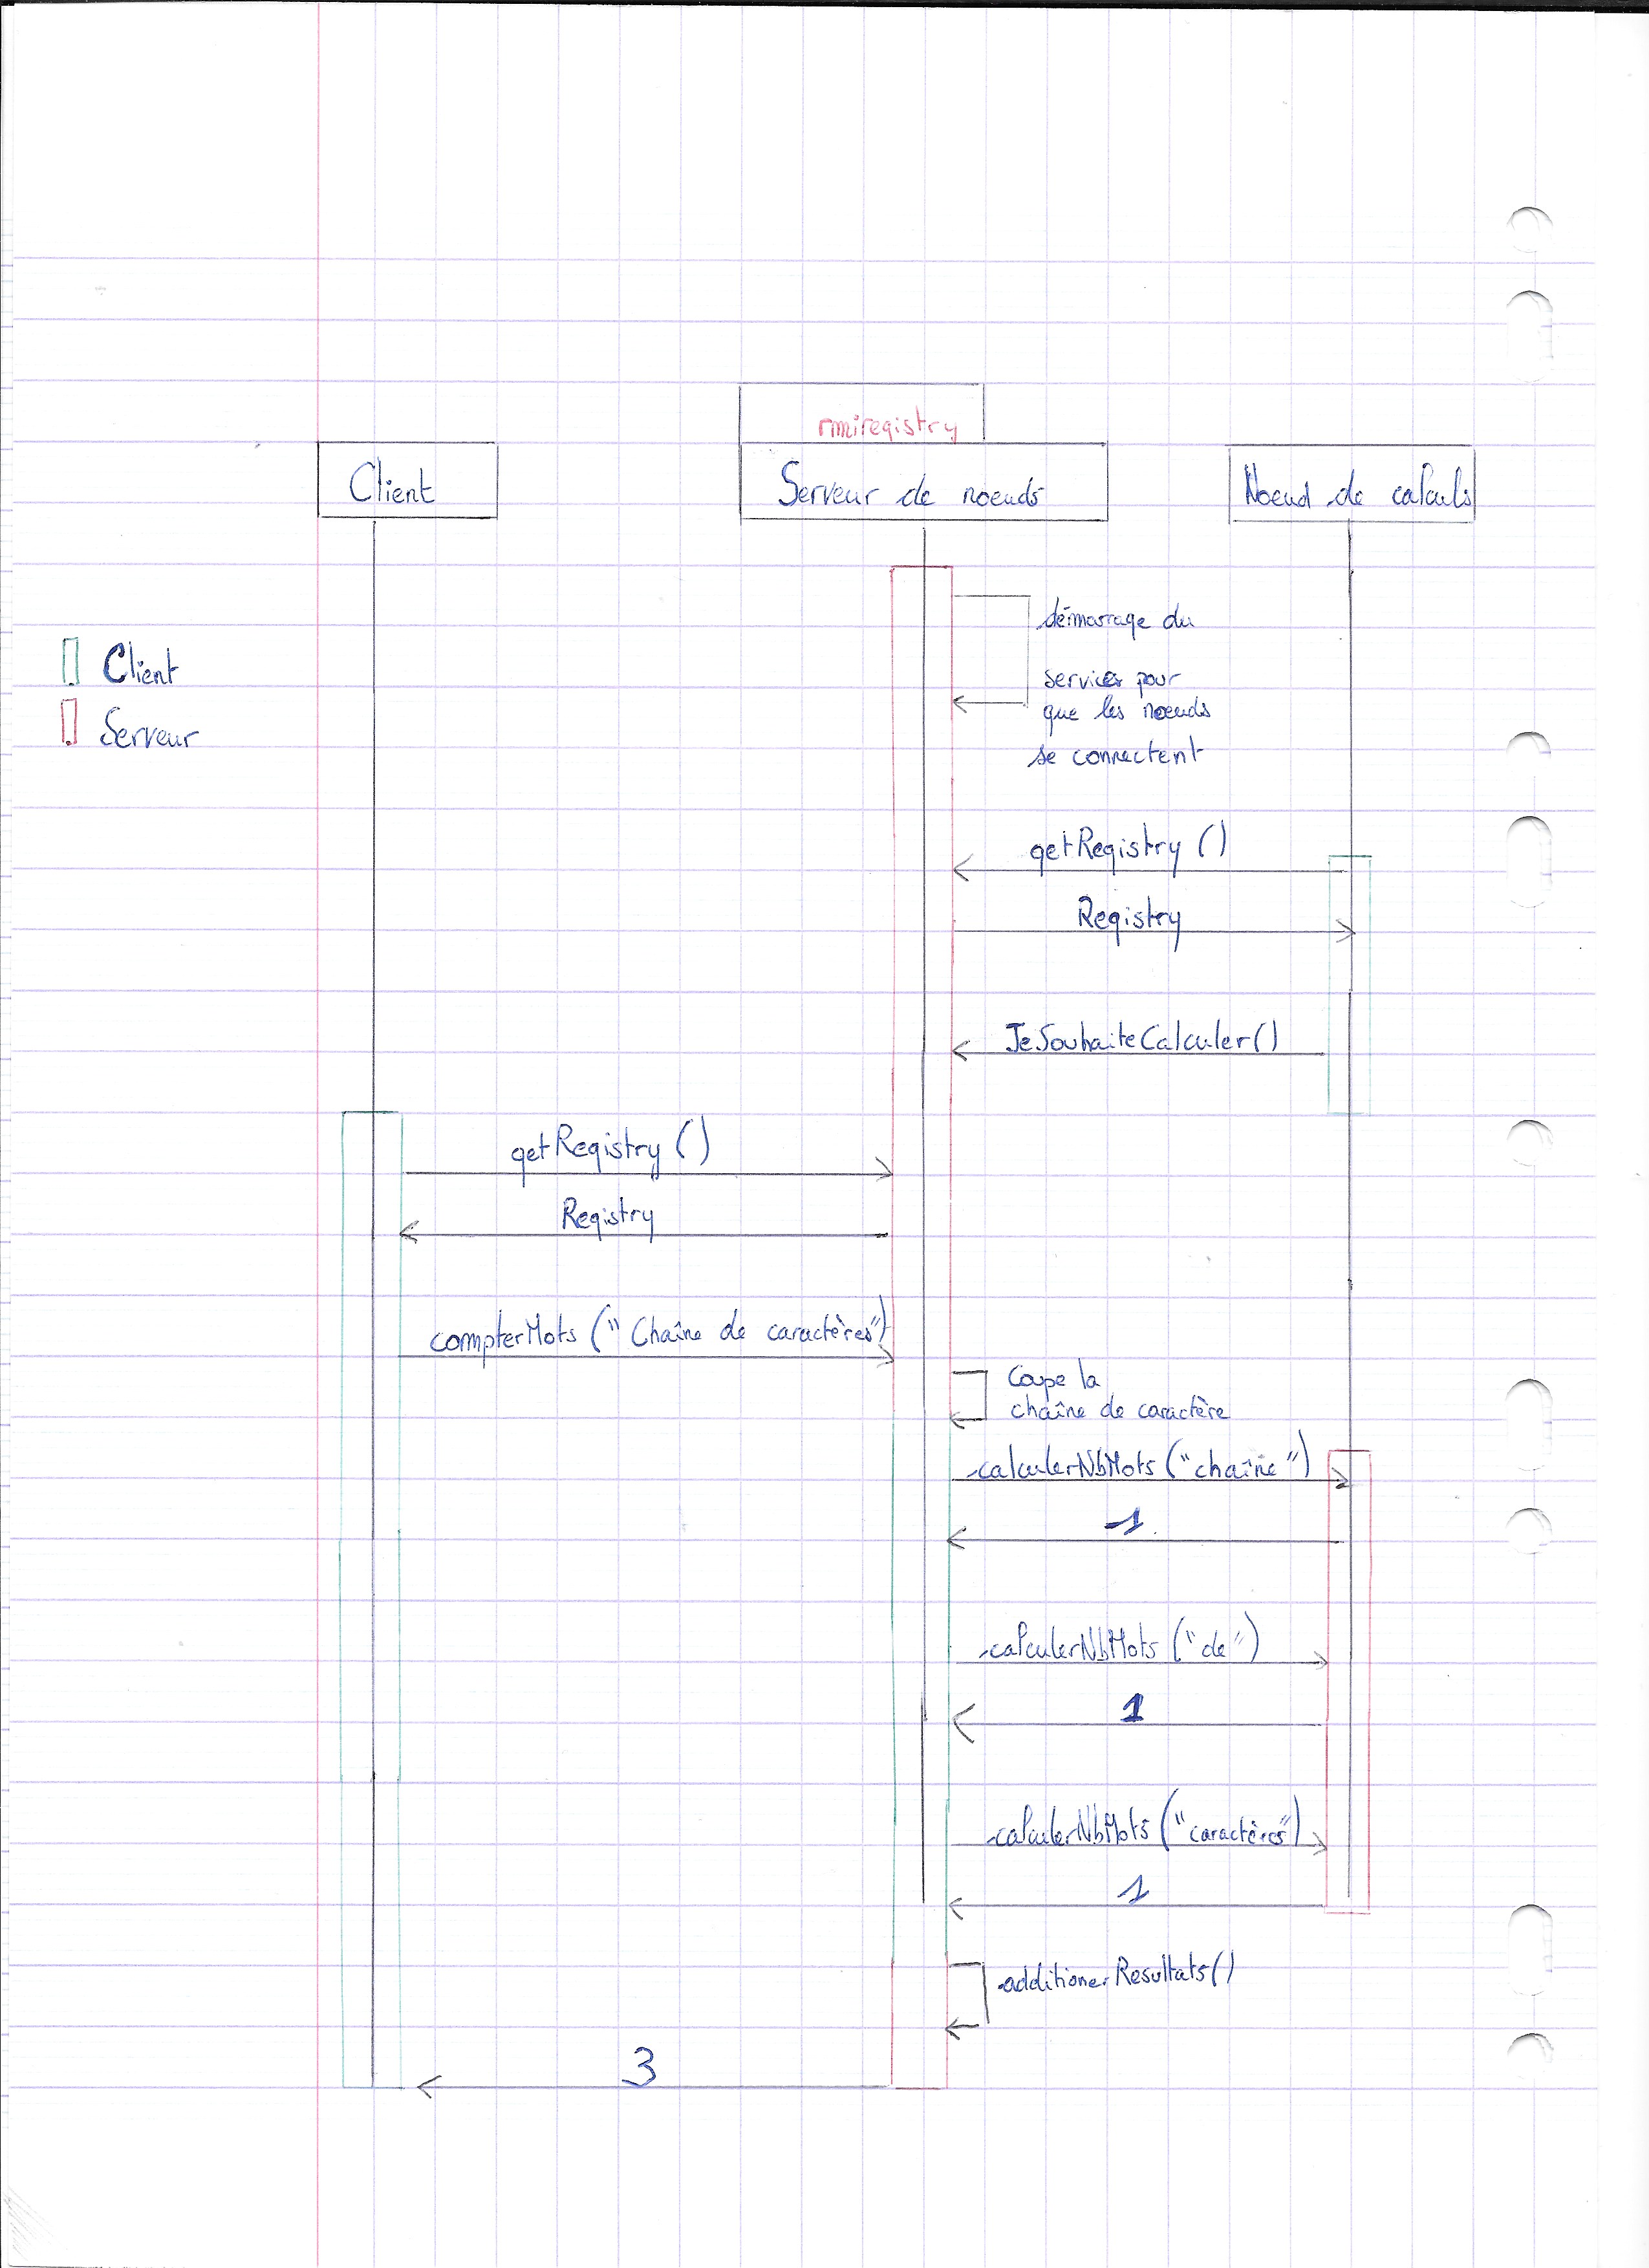 rmiregistry
Client
Serveur de noeuds
Noeud de calculs
démarrage du
services pour
que les noeuds
se connectent
Client
Serveur
getRegistry ()
Registry
JeSouhaiteCalculer()
getRegistry ()
Registry
compterMots ("Chaîne de caractères")
Coupe la
chaîne de caractère
calculerNbMots ("chaîne")
1
calculerNbMots ("de")
1
calculerNbMots ("caractères")
1
additionerResultats()
3